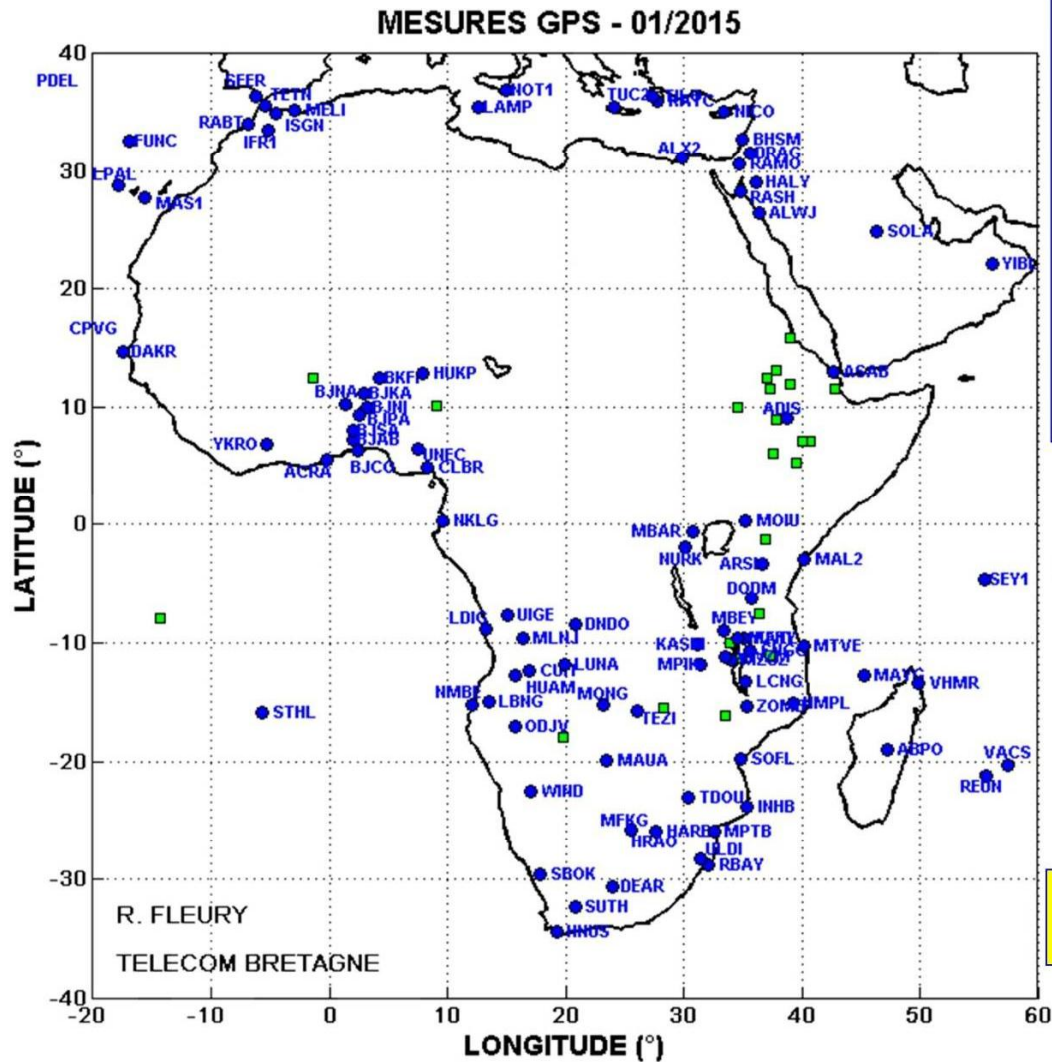 MESURES GPS - 01/2015
40
PDEL
SFER
TETN
NOT1
TUC2
LAMP
MELI
NICO
RABT
ISGN
IFR1
FUNC
BHSM
DRAG
ALX2
RAMO
30
LPAL
HALY
MAS1
RASH
ALWJ
SOLA
YIBL
20
CPVG
DAKR
ASAB
HUKP
BKFP
BJNA
BJKA
BJNI
10
ADIS
BJPA
BJSA
BJAB
YKRO
UNEC
ACRA
BJCO
CLBR
0
NKLG
MBAR
MOIU
NURK
ARSH
MAL2
SEY1
DODM
LDIC
UIGE
DNDO
MBEY
-10
MLNJ
KASM
MTVE
LUNA
MPIK
MZUZ
CUIT
HUAM
LCNG
MAYG
VHMR
NMBE
LBNG
MONG
TEZI
ZOMB
NMPL
STHL
ODJV
ABPO
-20
MAUA
SOFL
VACS
REUN
WIND
TDOU
INHB
MFKG
HRAO
HARB
MPTB
ULDI
RBAY
-30
SBOK
DEAR
SUTH
HNUS
R. FLEURY
TELECOM BRETAGNE
-40
-20
-10
0
10
20
30
40
50
60
LATITUDE (°)
LONGITUDE (°)